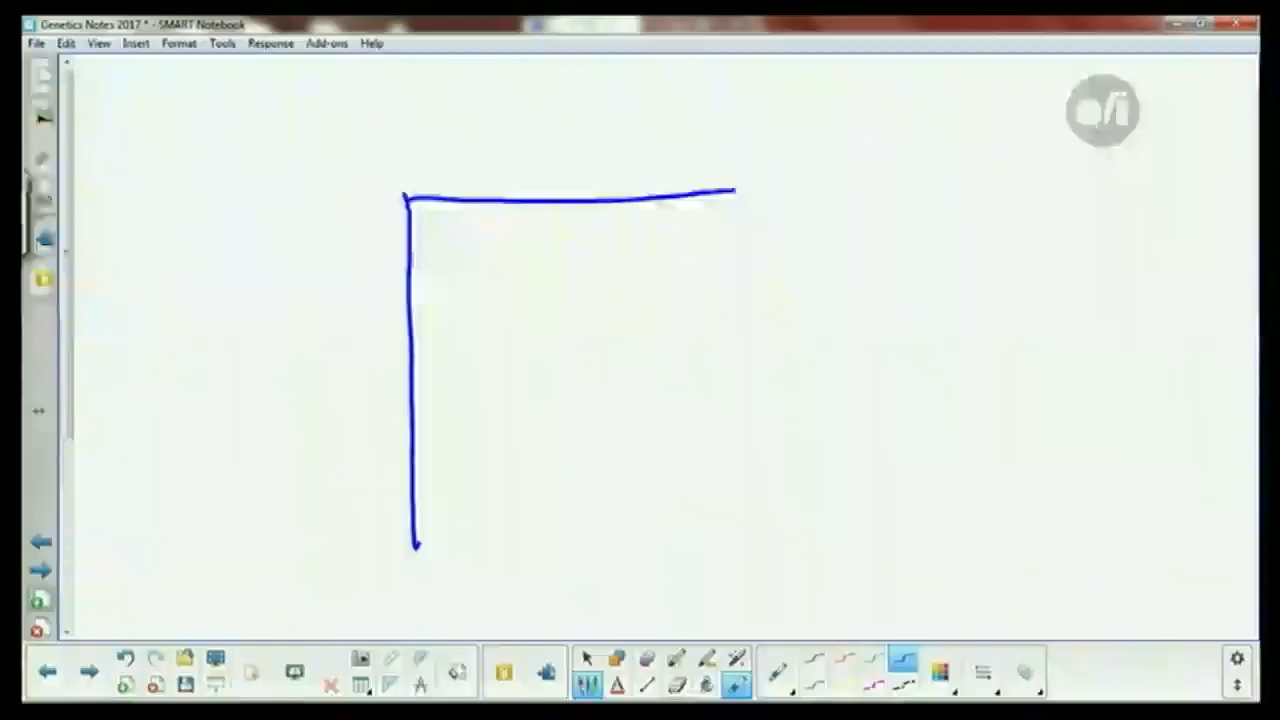 Genetics Notes 2017 * - SMART Notebook
File Edit View Insert Format Tools Response Add-ons Help